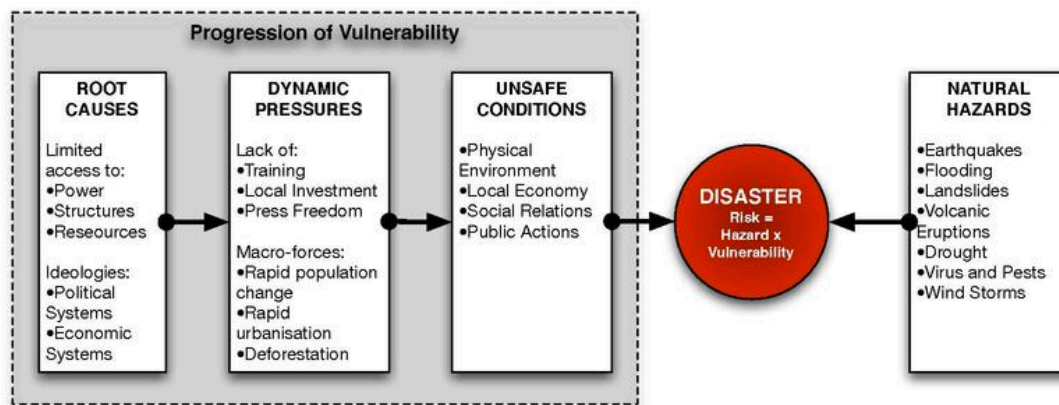 Progression of Vulnerability
ROOT
CAUSES
Limited
access to:
•Power
•Structures
•Reseources
Ideologies:
•Political
Systems
•Economic
Systems
DYNAMIC
PRESSURES
Lack of:
•Training
•Local Investment
•Press Freedom
Macro-forces:
•Rapid population
change
•Rapid
urbanisation
•Deforestation
UNSAFE
CONDITIONS
•Physical
Environment
•Local Economy
•Social Relations
•Public Actions
DISASTER
Risk =
Hazard x
Vulnerability
NATURAL
HAZARDS
•Earthquakes
•Flooding
•Landslides
•Volcanic
Eruptions
•Drought
•Virus and Pests
•Wind Storms